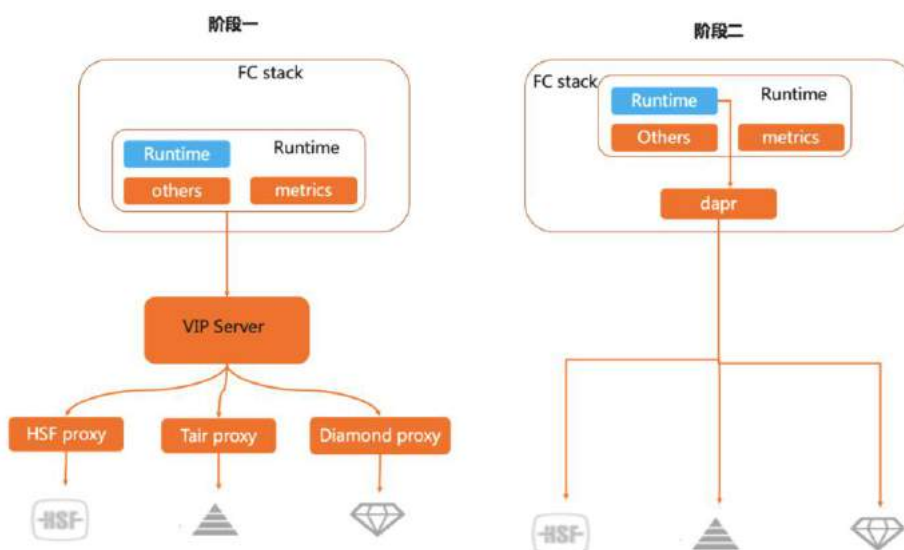 阶段一
FC stack
Runtime
Runtime
others
metrics
VIP Server
HSF proxy
Tair proxy
Diamond proxy
HSF
阶段二
FC stack
Runtime
Runtime
Others
metrics
dapr
HSF